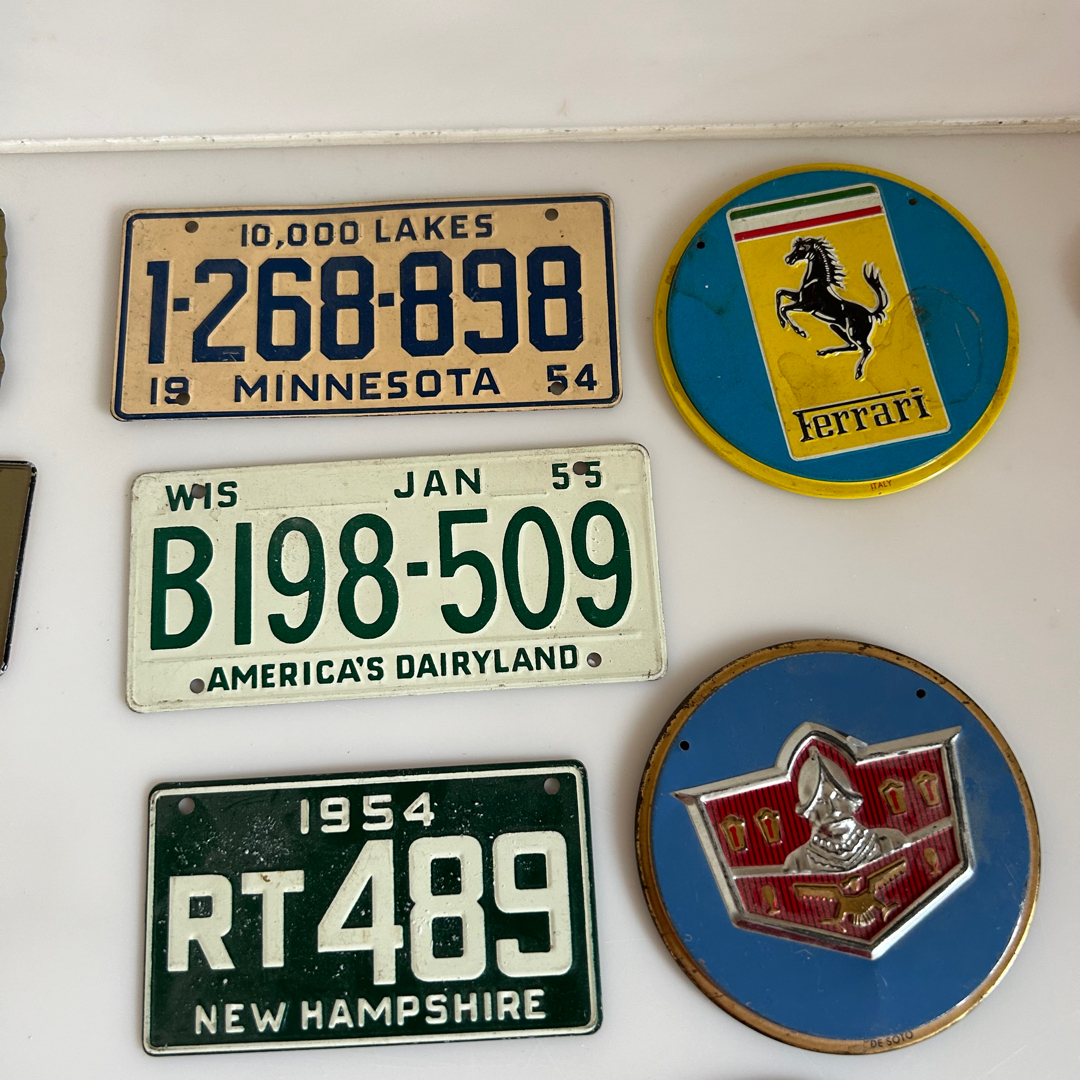 10,000 LAKES
1-268-898
19 MINNESOTA 54
WIS JAN 55
B198-509
AMERICA'S DAIRYLAND
1954
RT489
NEW HAMPSHIRE
Ferrari
ITALY
DE SOTO